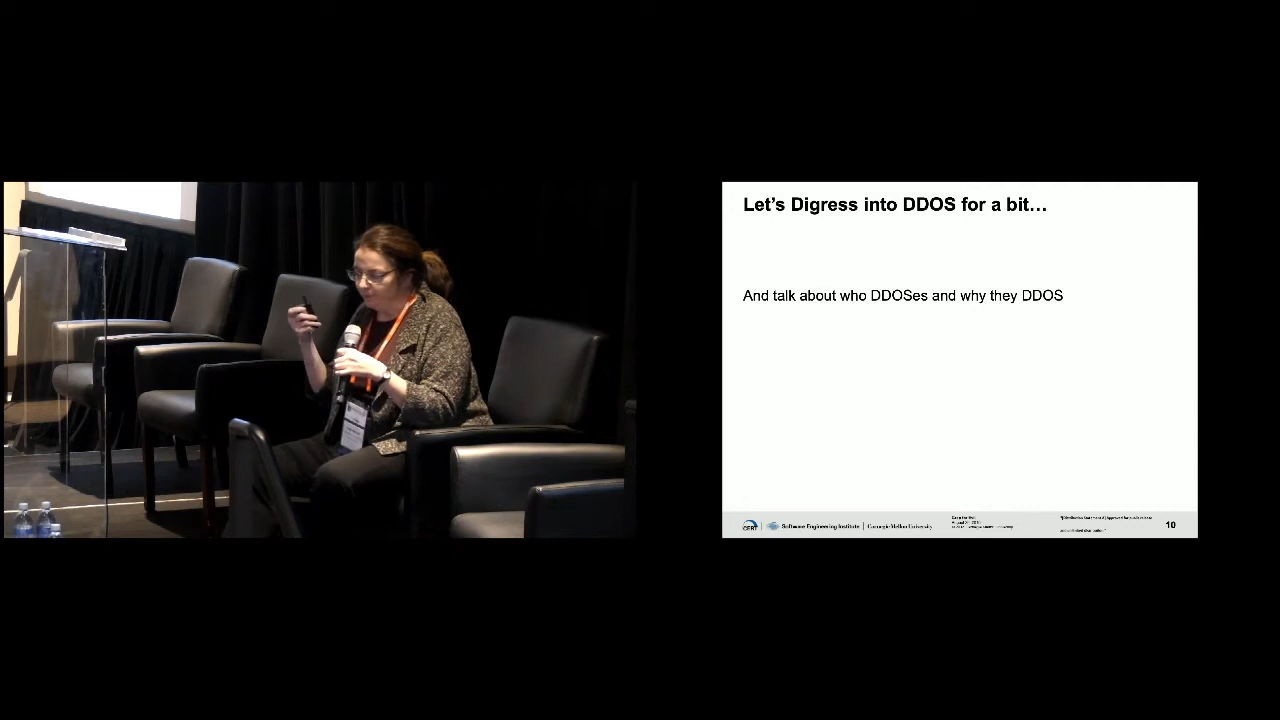 Let's Digress into DDOS for a bit…
And talk about who DDOSes and why they DDOS
CERT
Software Engineering Institute
Carnegie Mellon University
10